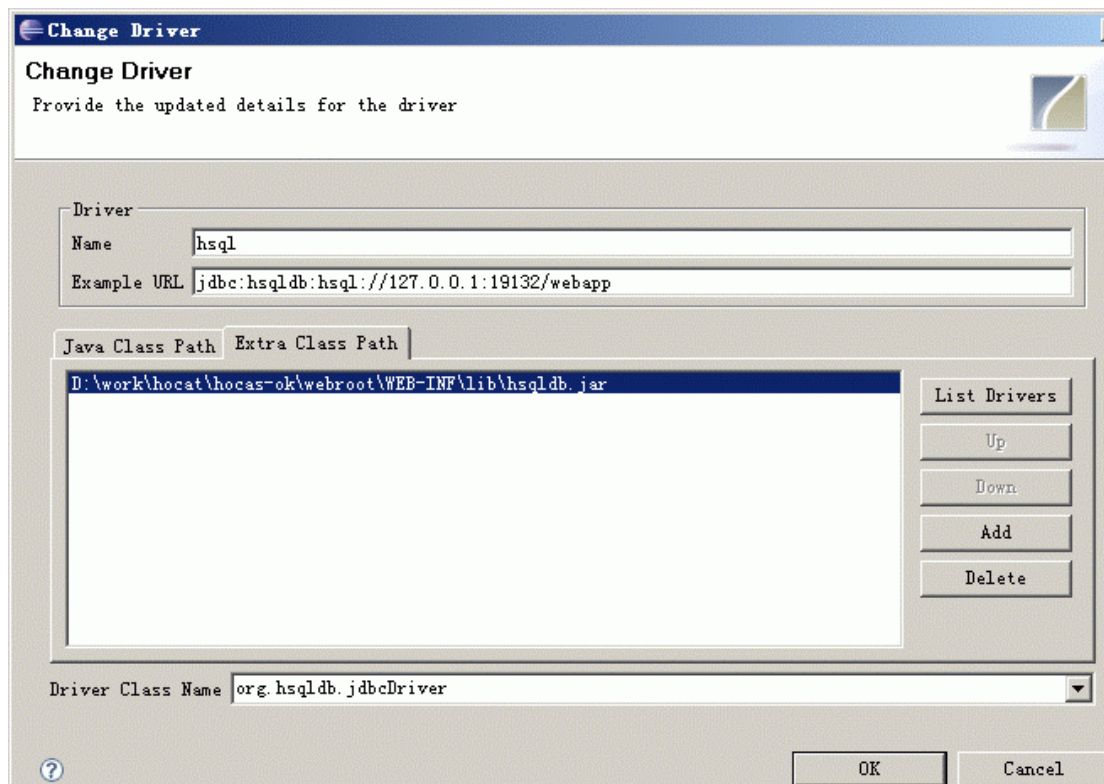 Change Driver
Change Driver
Provide the updated details for the driver
Driver
Name hsql
Example URL jdbc:hsqldb:hsql://127.0.0.1:19132/webapp
Java Class Path Extra Class Path
D:\work\hocat\hocas-ok\webroot\WEB-INF\lib\hsqldb.jar
List Drivers
Up
Down
Add
Delete
Driver Class Name org.hsqldb.jdbcDriver
? OK Cancel